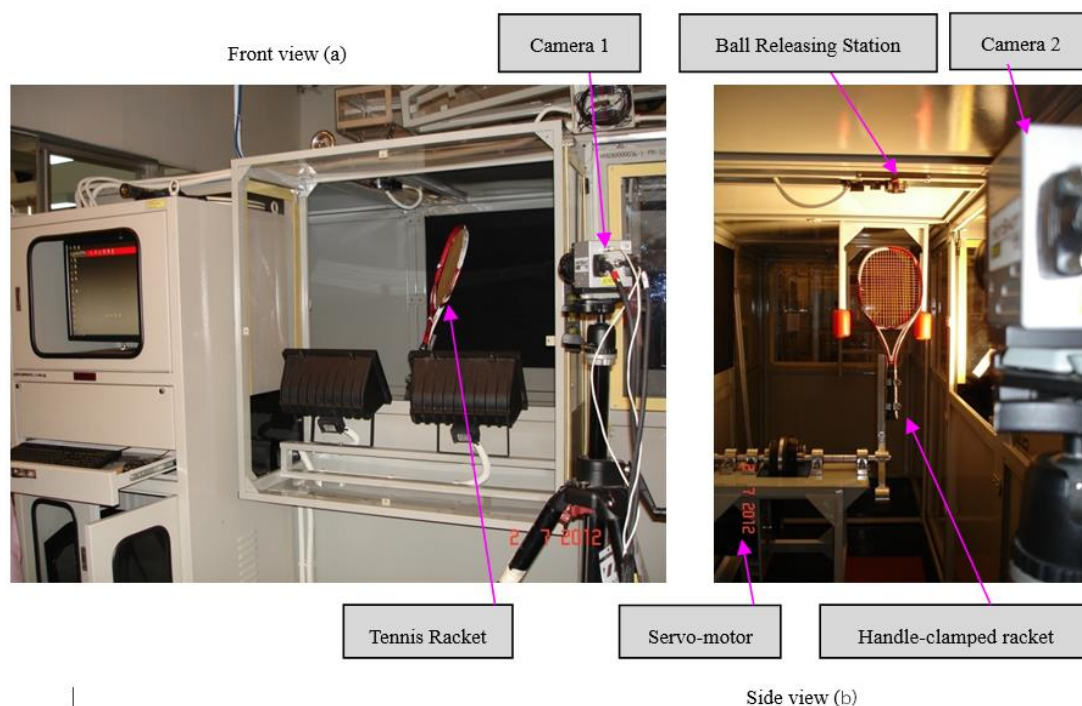 Camera 1
Ball Releasing Station
Camera 2
Front view (a)
2 7 2012
2 7 2012
Tennis Racket
Servo-motor
Handle-clamped racket
Side view (b)